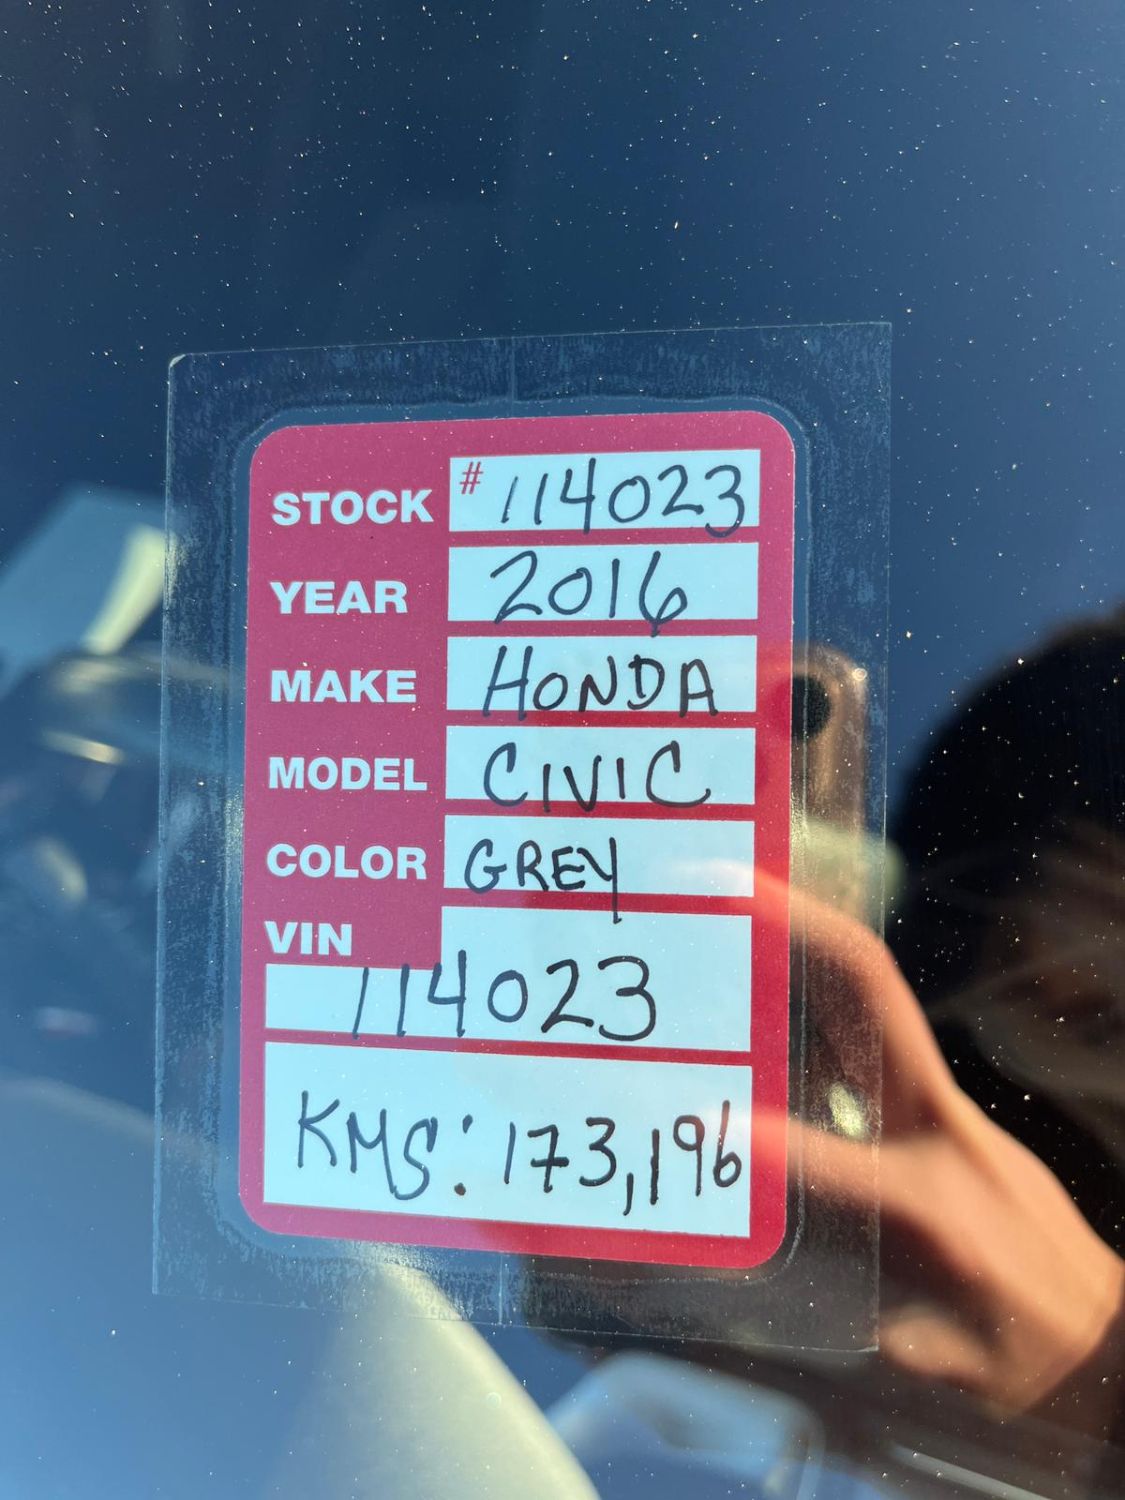 STOCK # 114023
YEAR 2016
MAKE HONDA
MODEL CIVIC
COLOR GREY
VIN
114023
KMS: 173,196